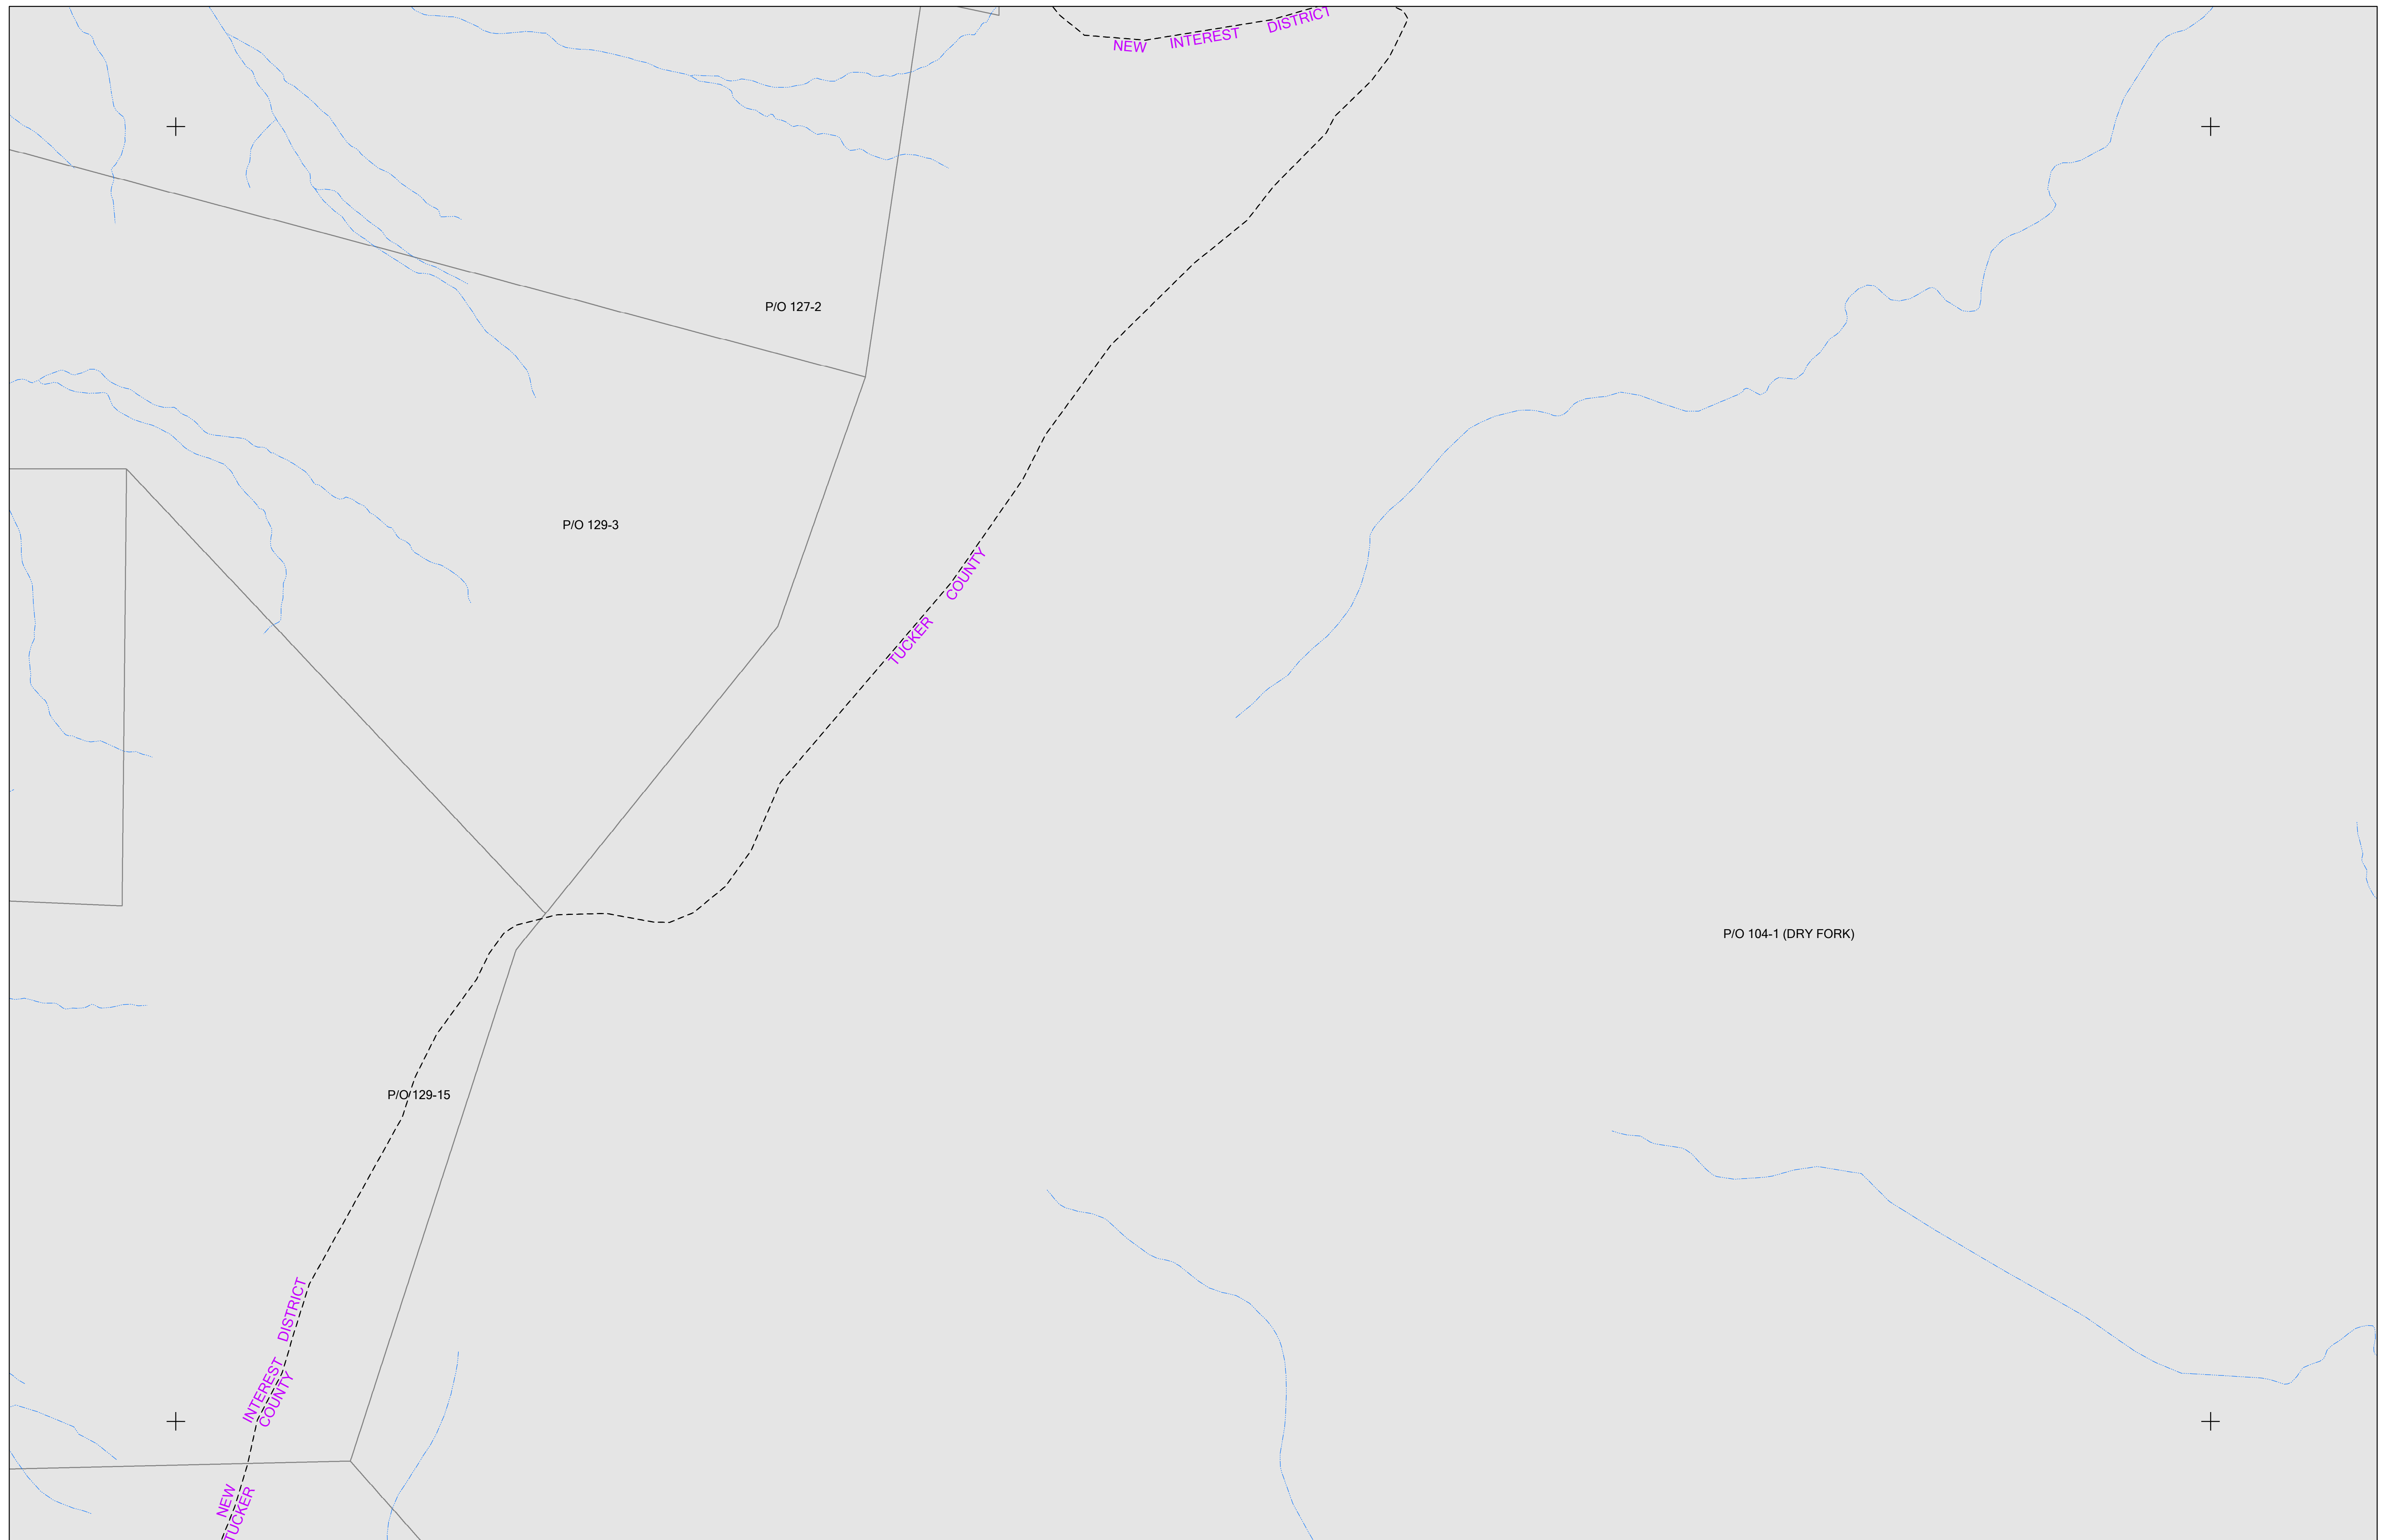 NEW INTEREST DISTRICT
P/O 127-2
P/O 129-3
TUCKER COUNTY
P/O 104-1 (DRY FORK)
P/O 129-15
NEW INTEREST DISTRICT
TUCKER COUNTY